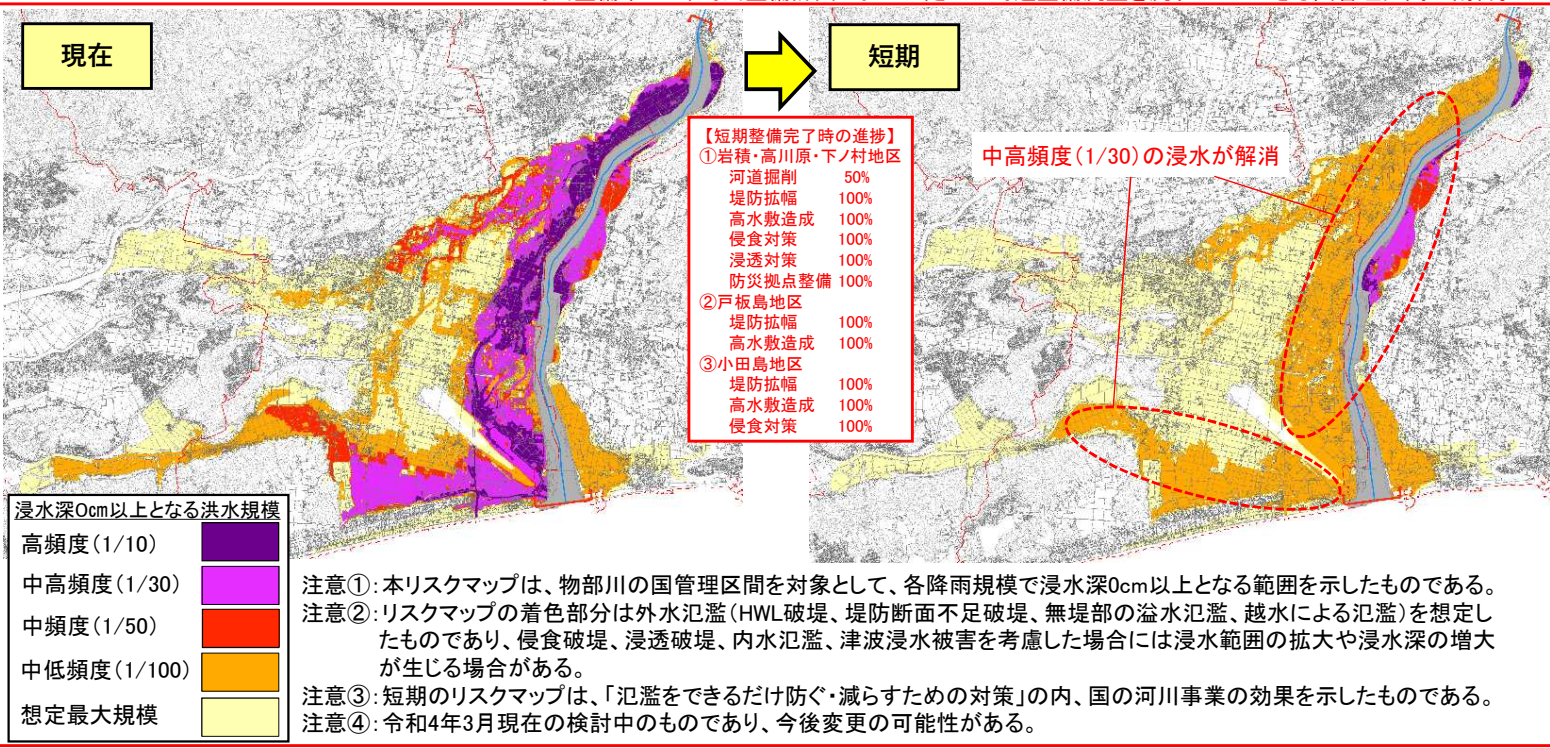 現在
短期
【短期整備完了時の進捗】
①岩積・高川原・下ノ村地区
河道掘削 50%
堤防拡幅 100%
高水敷造成 100%
侵食対策 100%
浸透対策 100%
防災拠点整備 100%
②戸板島地区
堤防拡幅 100%
高水敷造成 100%
③小田島地区
堤防拡幅 100%
高水敷造成 100%
侵食対策 100%
中高頻度(1/30)の浸水が解消
浸水深0cm以上となる洪水規模
高頻度(1/10)
中高頻度(1/30)
中頻度(1/50)
中低頻度(1/100)
想定最大規模
注意①:本リスクマップは、物部川の国管理区間を対象として、各降雨規模で浸水深0cm以上となる範囲を示したものである。
注意②:リスクマップの着色部分は外水氾濫(HWL破堤、堤防断面不足破堤、無堤部の溢水氾濫、越水による氾濫)を想定し
たものであり、侵食破堤、浸透破堤、内水氾濫、津波浸水被害を考慮した場合には浸水範囲の拡大や浸水深の増大
が生じる場合がある。
注意③:短期のリスクマップは、「氾濫をできるだけ防ぐ・減らすための対策」の内、国の河川事業の効果を示したものである。
注意④:令和4年3月現在の検討中のものであり、今後変更の可能性がある。